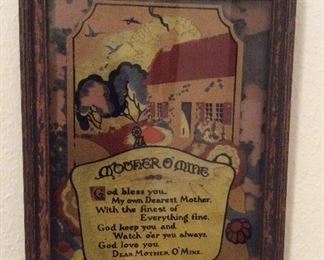 MOTHER O' MINE
God bless you,
My own Dearest Mother,
With the finest of
Everything fine.
God keep you and
Watch o'er you always.
God love you
DEAR MOTHER O' MINE.